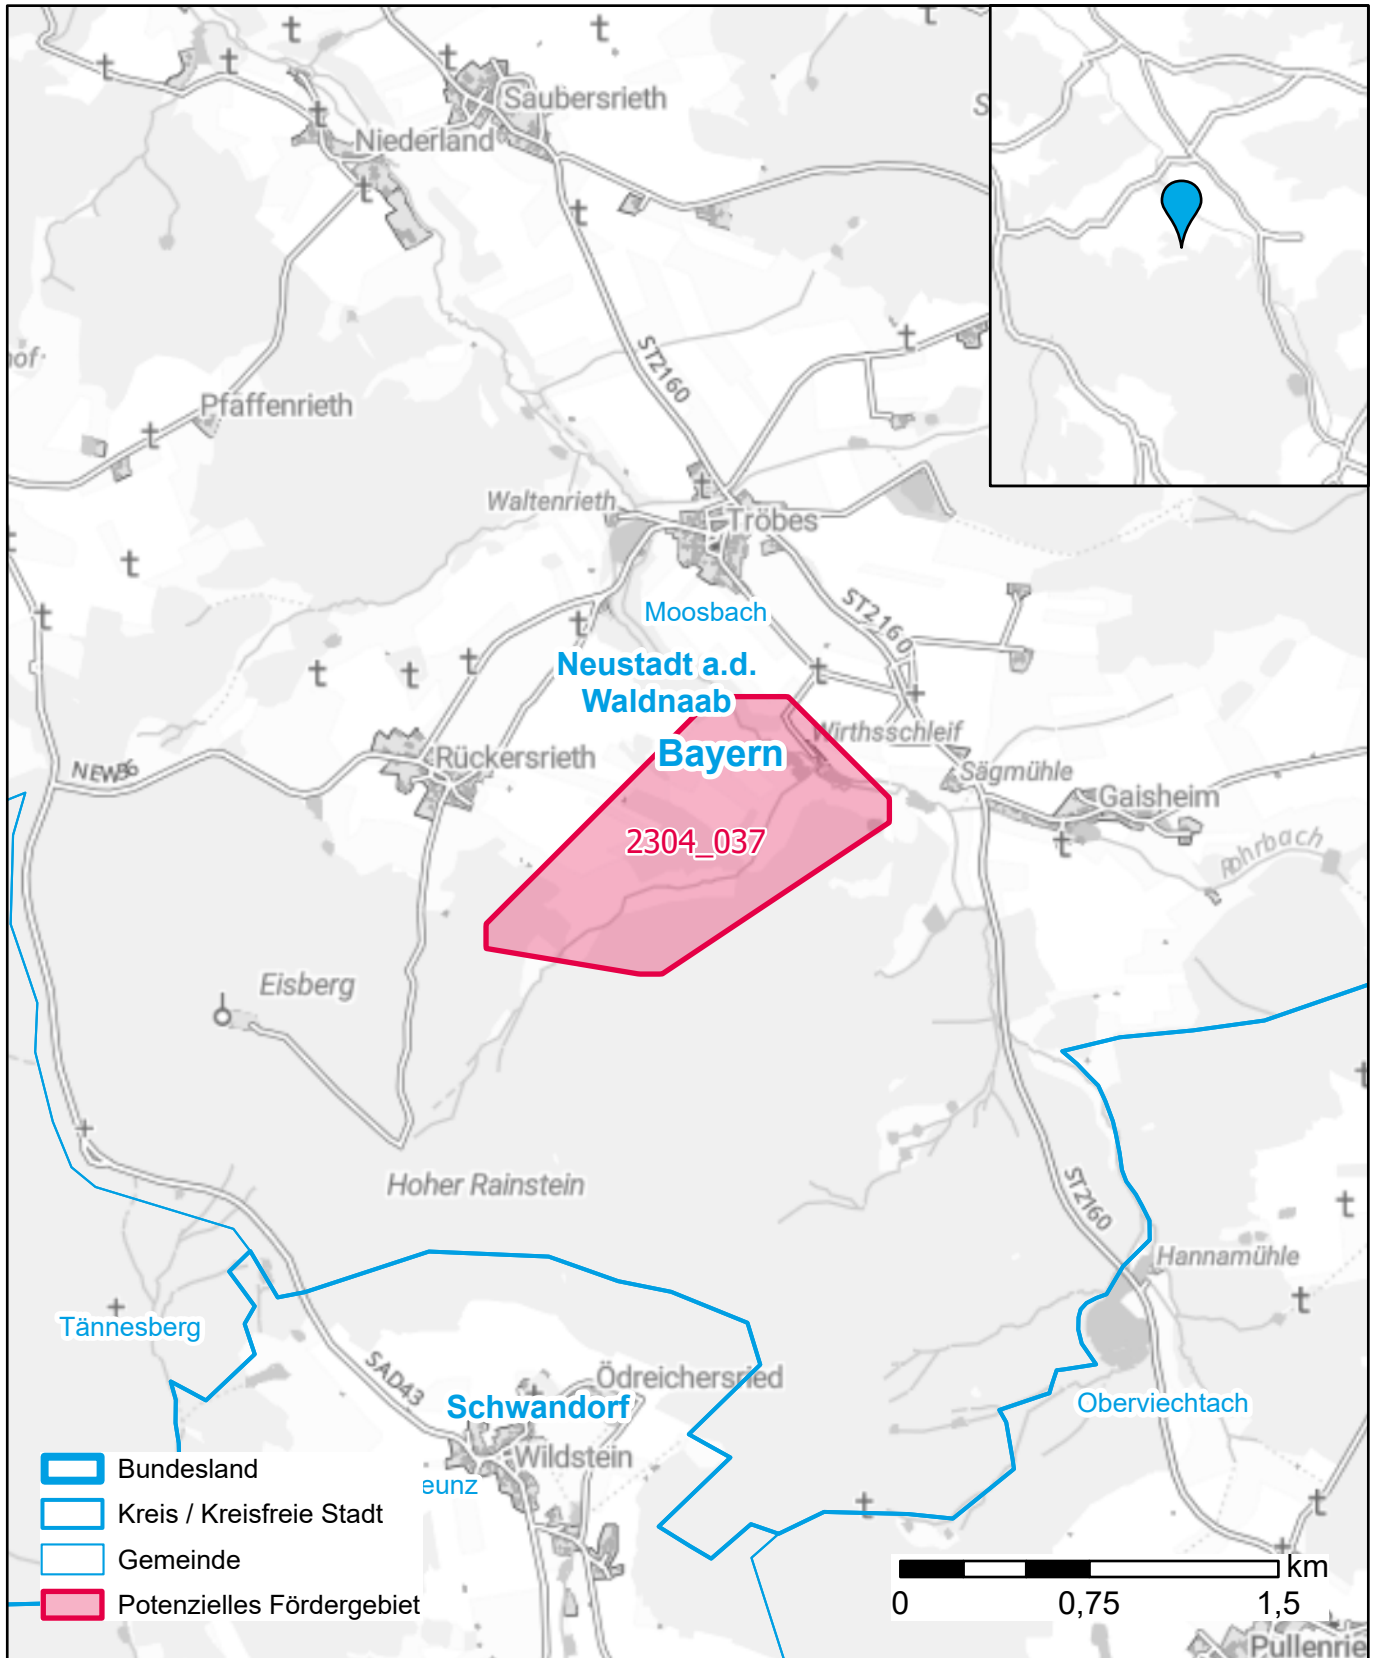 Saubersrieth
Niederland
S
ST2160
höf
Pfaffenrieth
Waltenrieth
Tröbes
Moosbach
ST2160
Neustadt a.d.
Waldnaab
Wirthsschleif
Bayern
Rückersrieth
NEW36
Sägmühle
Gaisheim
2304_037
Rohrbach
Eisberg
Hoher Rainstein
ST2160
Hannamühle
Tännesberg
SAD43
Ödreichersried
Schwandorf
Oberviechtach
Wildstein
eunz
Bundesland
Kreis / Kreisfreie Stadt
Gemeinde
Potenzielles Fördergebiet
km
0 0,75 1,5
Pullenrie